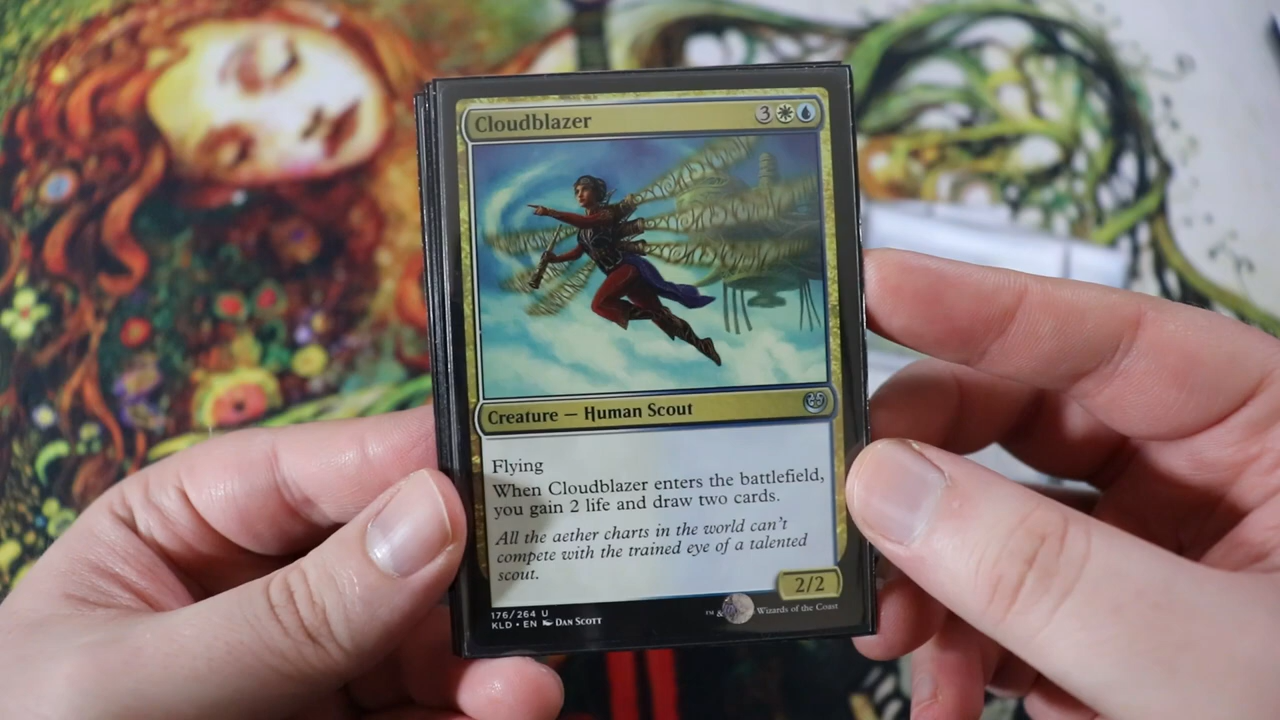 Cloudblazer 3
Creature — Human Scout
Flying
When Cloudblazer enters the battlefield,
you gain 2 life and draw two cards.
All the aether charts in the world can't
compete with the trained eye of a talented
scout.
2/2
176/264 U
KLD • EN DAN SCOTT
™ & Wizards of the Coast